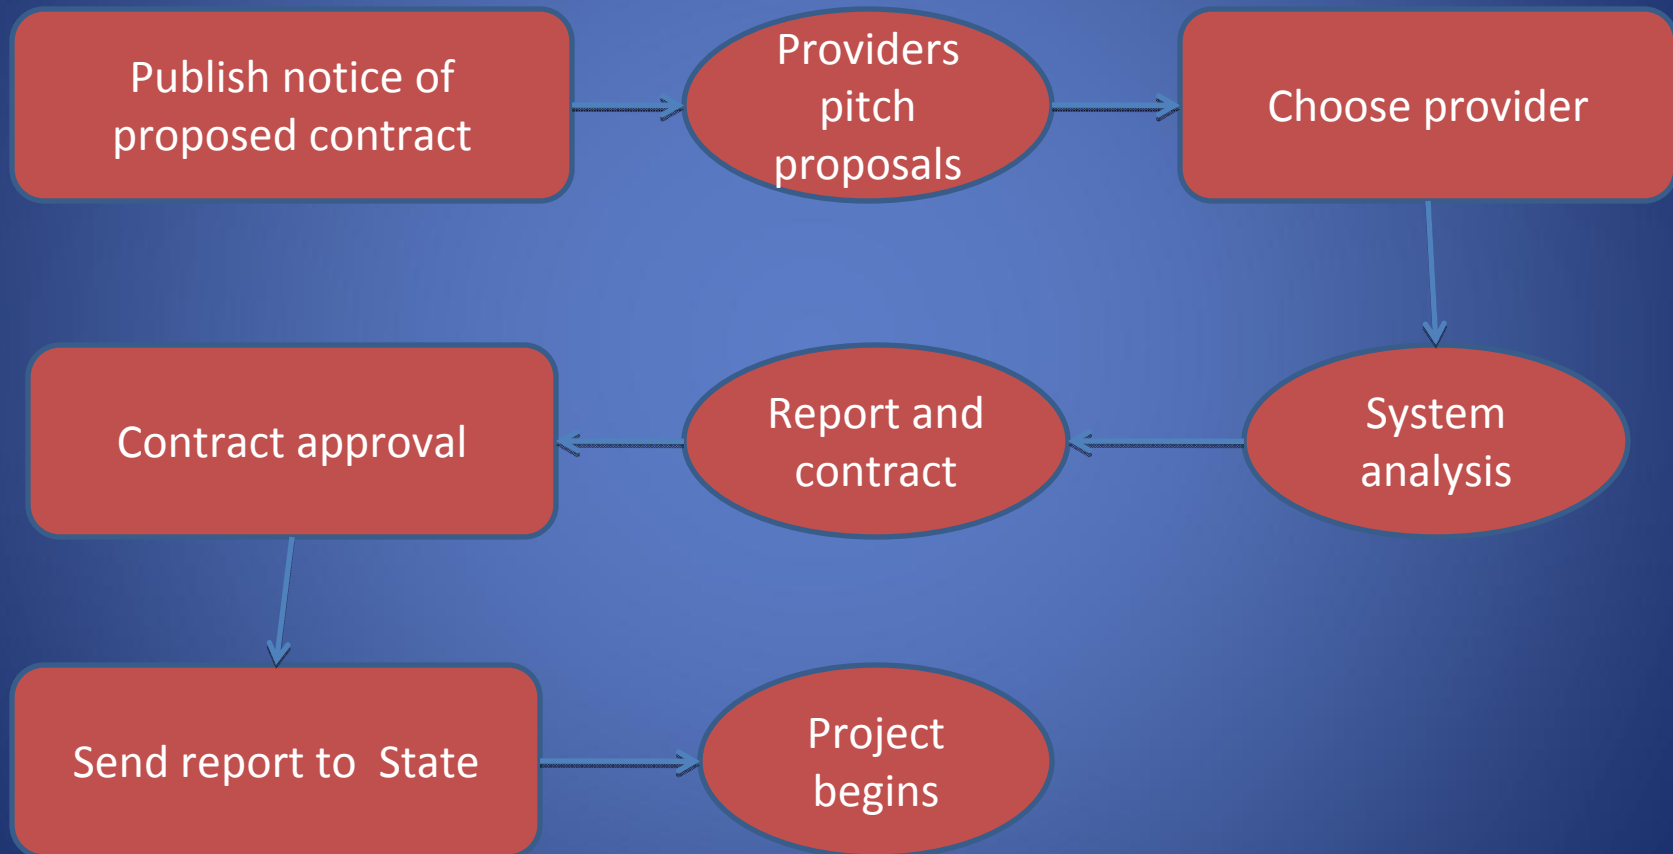 Publish notice of
proposed contract
Providers
pitch
proposals
Choose provider
Contract approval
Report and
contract
System
analysis
Send report to  State
Project
begins